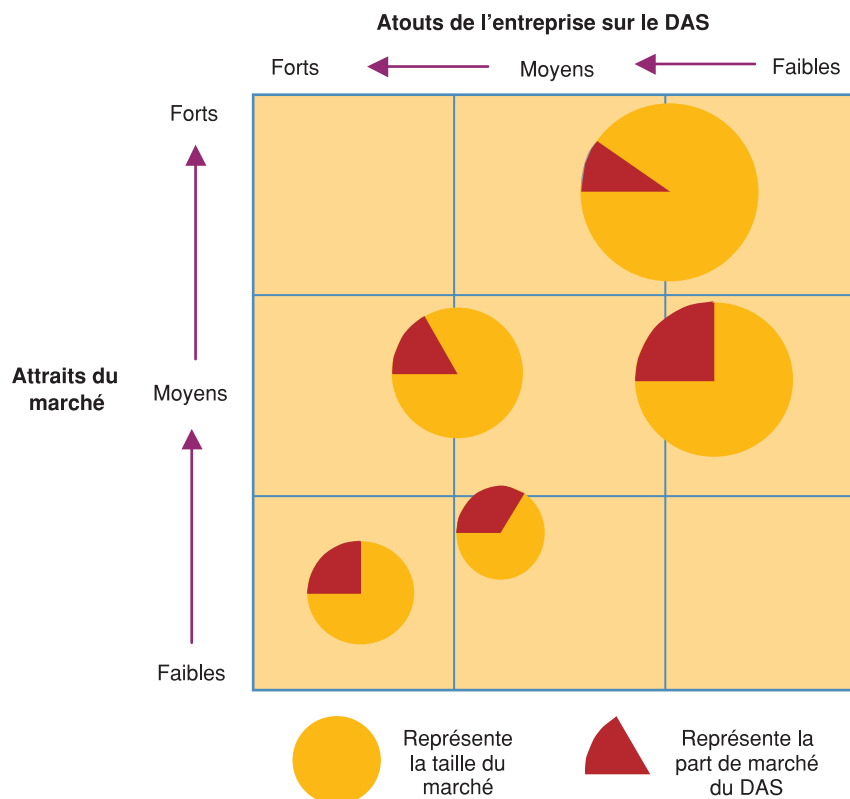 Atouts de l'entreprise sur le DAS
Forts
Moyens
Faibles
Forts
Attraits du
marché
Moyens
Faibles
Représente
la taille du
marché
Représente la
part de marché
du DAS